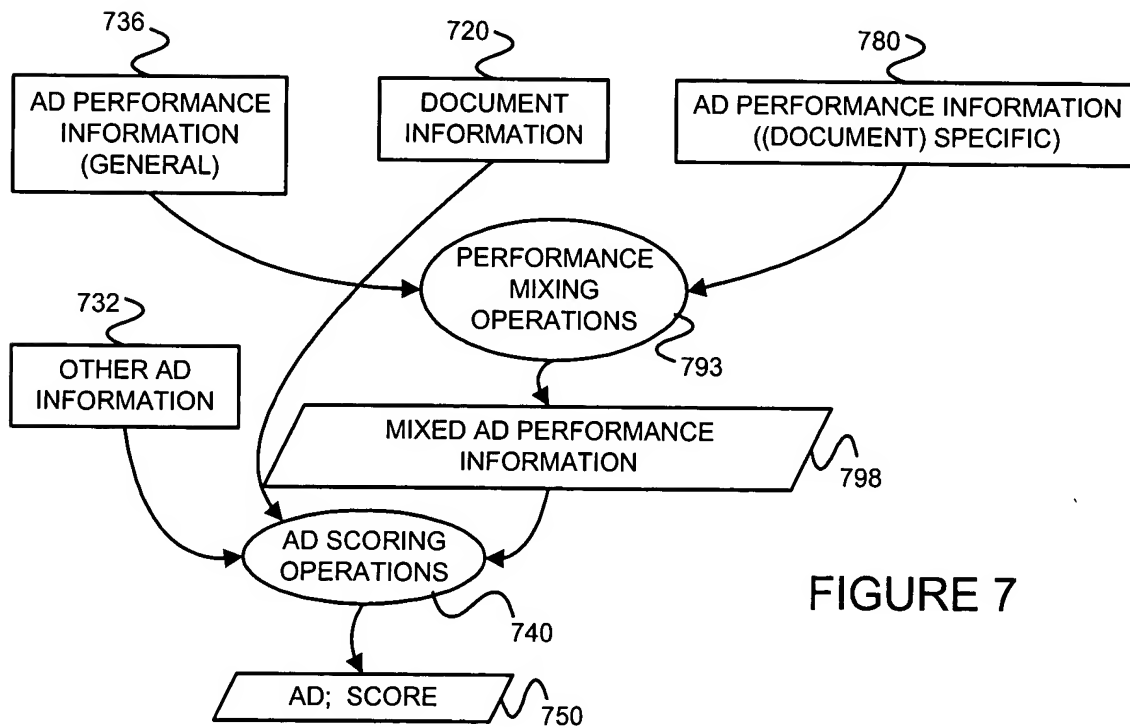 736
720
780
AD PERFORMANCE
INFORMATION
(GENERAL)
DOCUMENT
INFORMATION
AD PERFORMANCE INFORMATION
((DOCUMENT) SPECIFIC)
PERFORMANCE
MIXING
OPERATIONS
793
732
OTHER AD
INFORMATION
MIXED AD PERFORMANCE
INFORMATION
798
AD SCORING
OPERATIONS
740
FIGURE 7
AD; SCORE
750